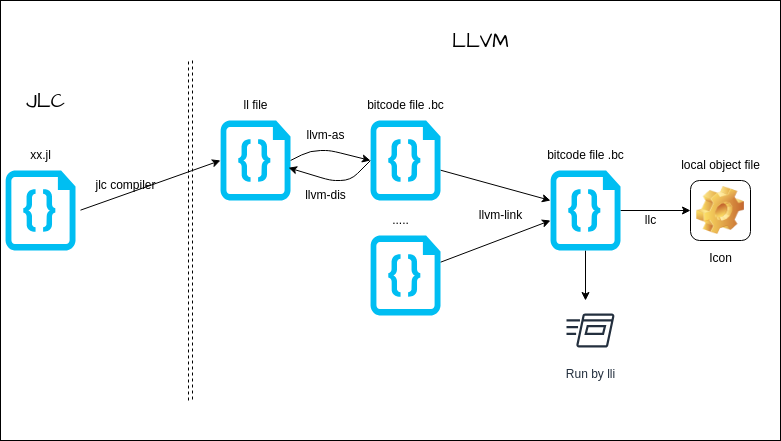 LLVM
JLC
ll file
bitcode file .bc
llvm-as
xx.jl
bitcode file .bc
local object file
jlc compiler
llvm-dis
.....
llvm-link
llc
Icon
Run by lli